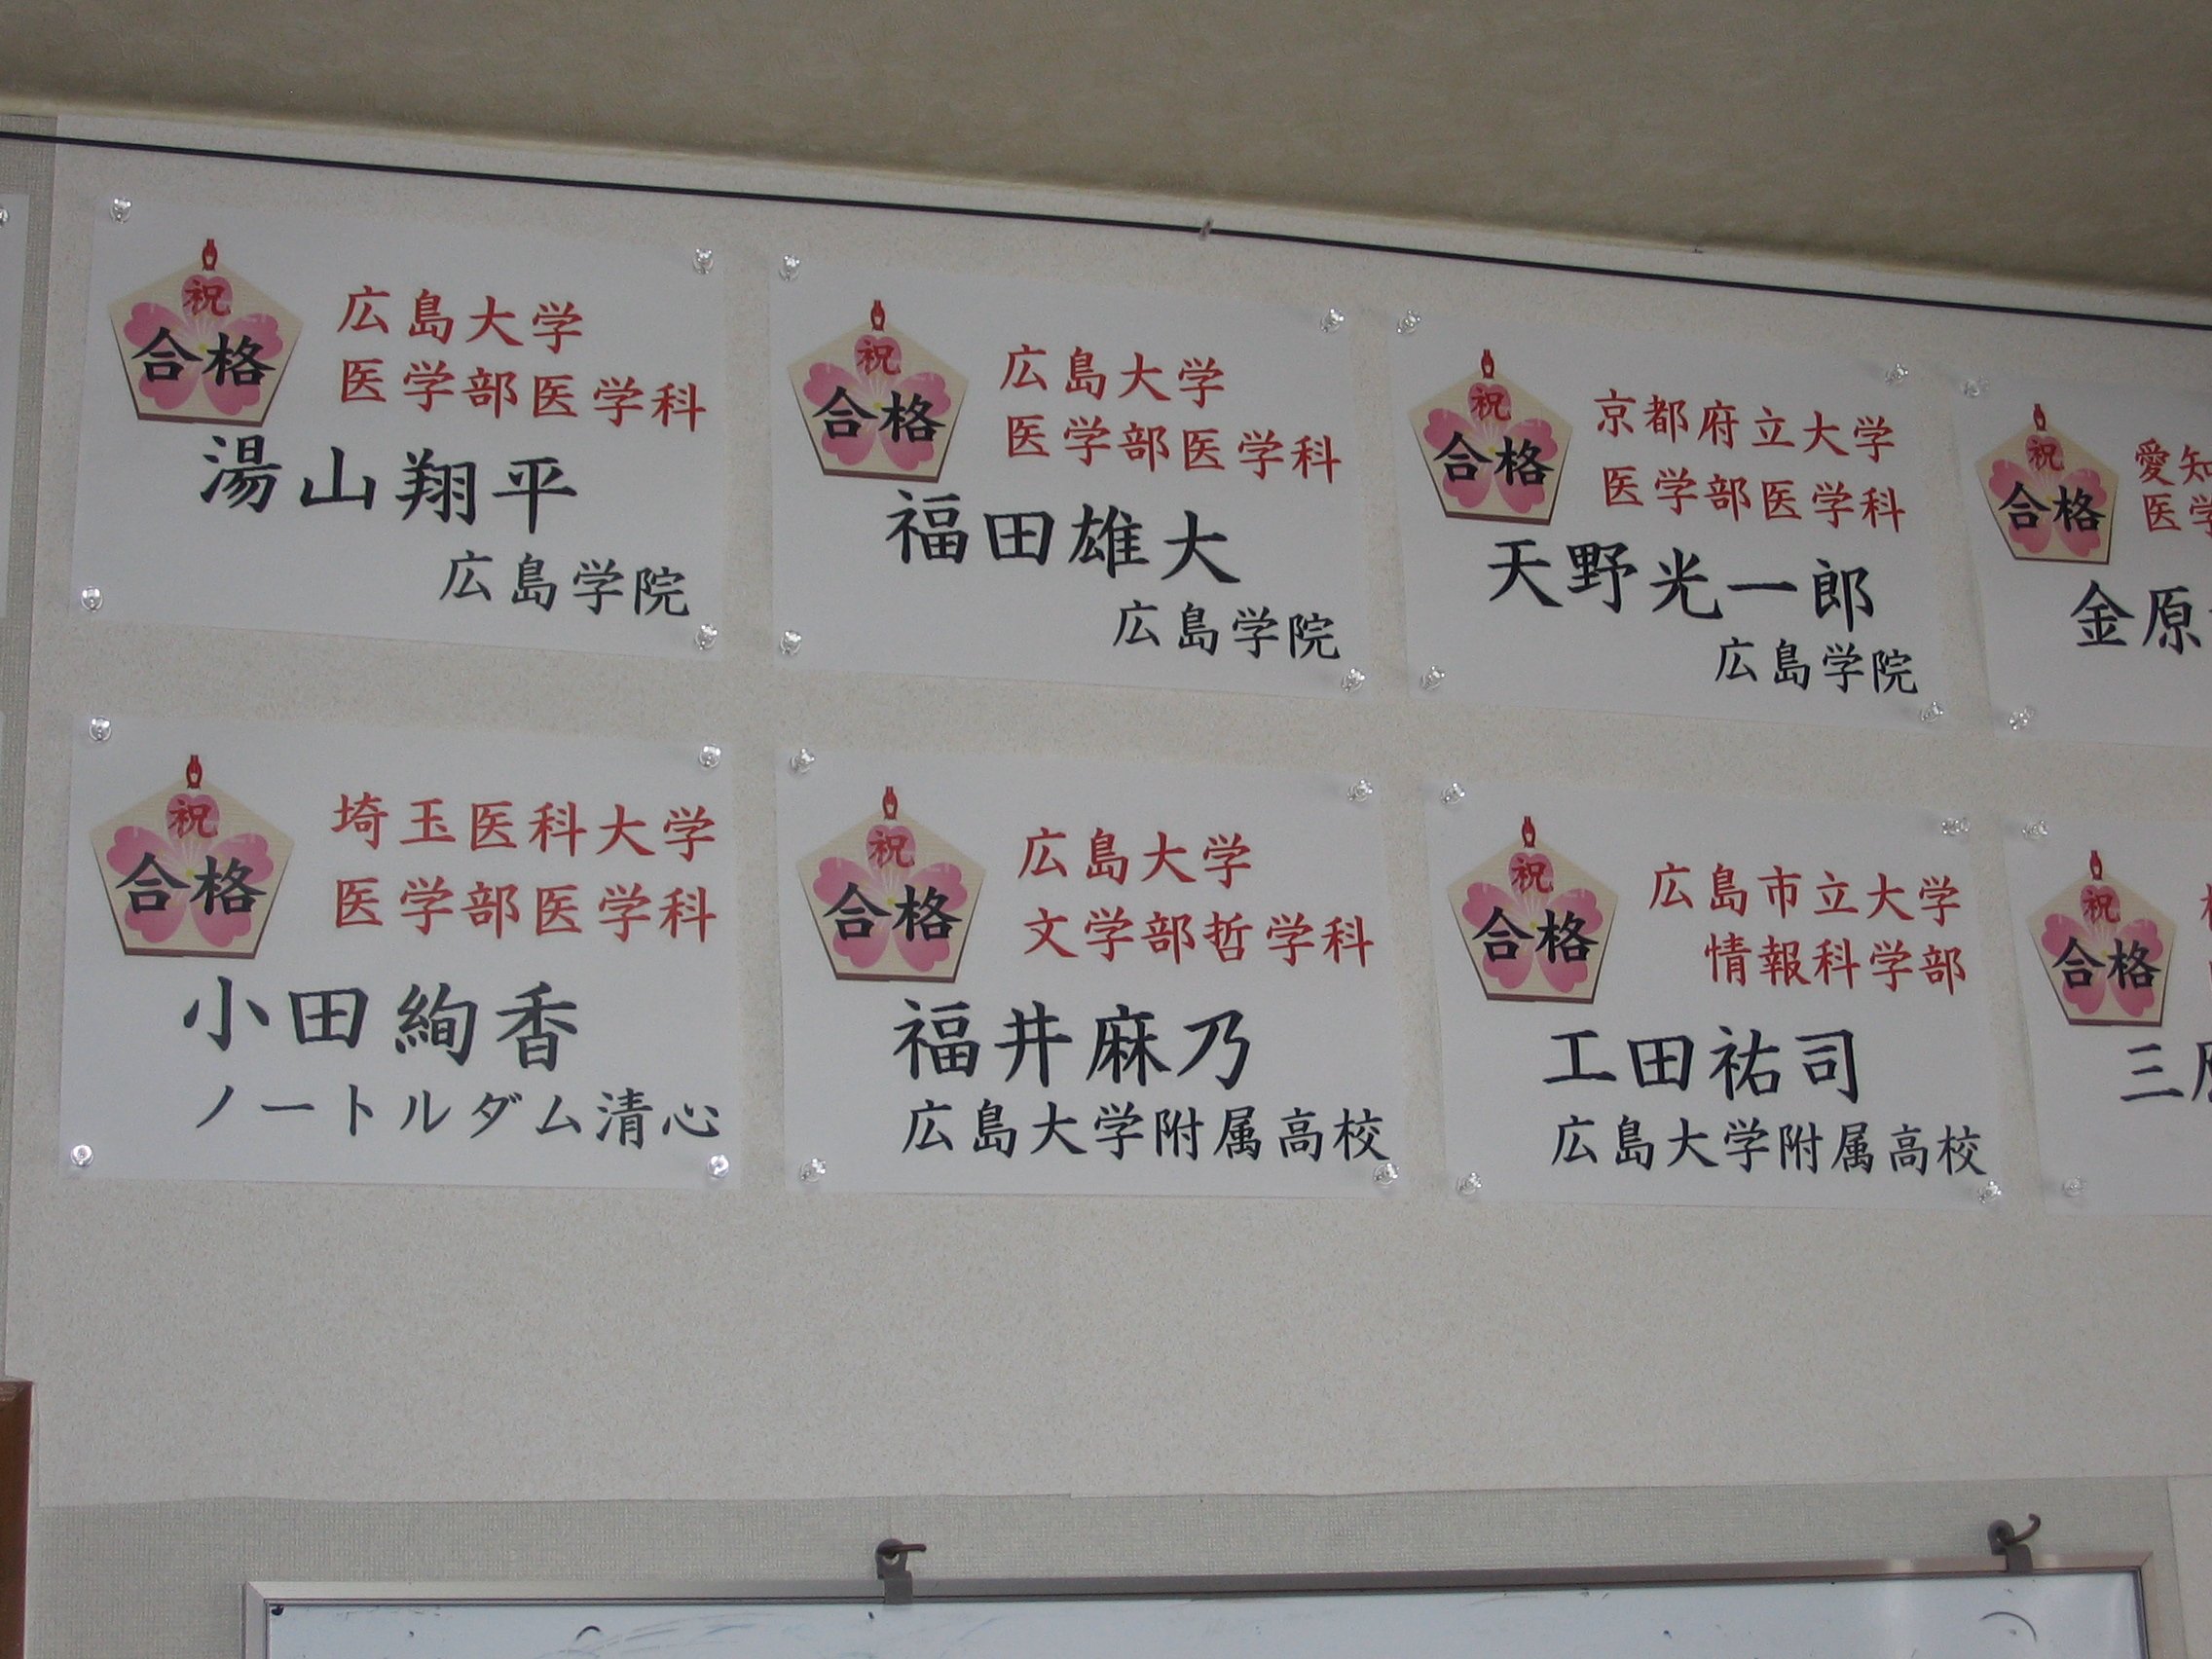 祝
合格
広島大学
医学部医学科
湯山翔平
広島学院
祝
合格
広島大学
医学部医学科
福田雄大
広島学院
祝
合格
京都府立大学
医学部医学科
天野光一郎
広島学院
祝
合格
愛知
医学
金原
祝
合格
埼玉医科大学
医学部医学科
小田絢香
ノートルダム清心
祝
合格
広島大学
文学部哲学科
福井麻乃
広島大学附属高校
祝
合格
広島市立大学
情報科学部
工田祐司
広島大学附属高校
祝
合格
三